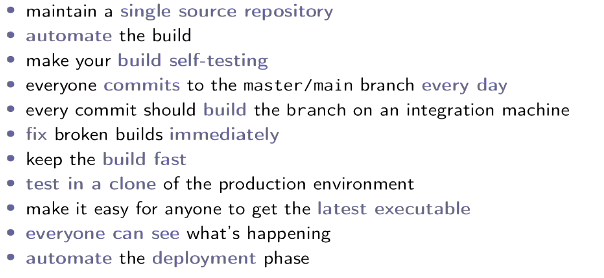 • maintain a single source repository
• automate the build
• make your build self-testing
• everyone commits to the master/main branch every day
• every commit should build the branch on an integration machine
• fix broken builds immediately
• keep the build fast
• test in a clone of the production environment
• make it easy for anyone to get the latest executable
• everyone can see what's happening
• automate the deployment phase